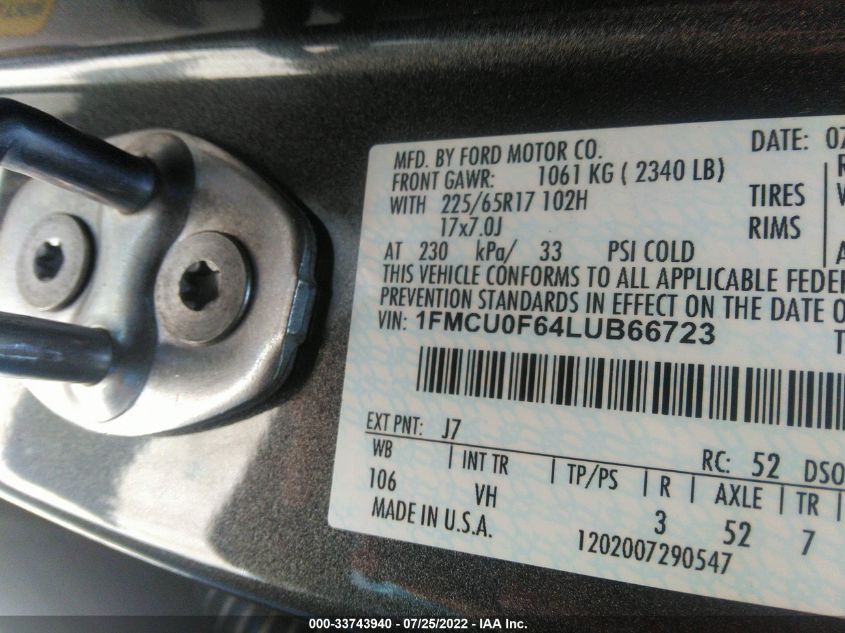 DATE: 07
MFD. BY FORD MOTOR CO.
FRONT GAWR: 1061 KG ( 2340 LB)
WITH 225/65R17 102H TIRES
17x7.0J RIMS
AT 230 kPa/ 33 PSI COLD
THIS VEHICLE CONFORMS TO ALL APPLICABLE FEDER
PREVENTION STANDARDS IN EFFECT ON THE DATE O
VIN: 1FMCU0F64LUB66723
EXT PNT: J7 RC: 52 DSO
WB INT TR TP/PS R AXLE TR
106 VH 3 52 7
MADE IN U.S.A. 1202007290547
000-33743940 - 07/25/2022 - IAA Inc.